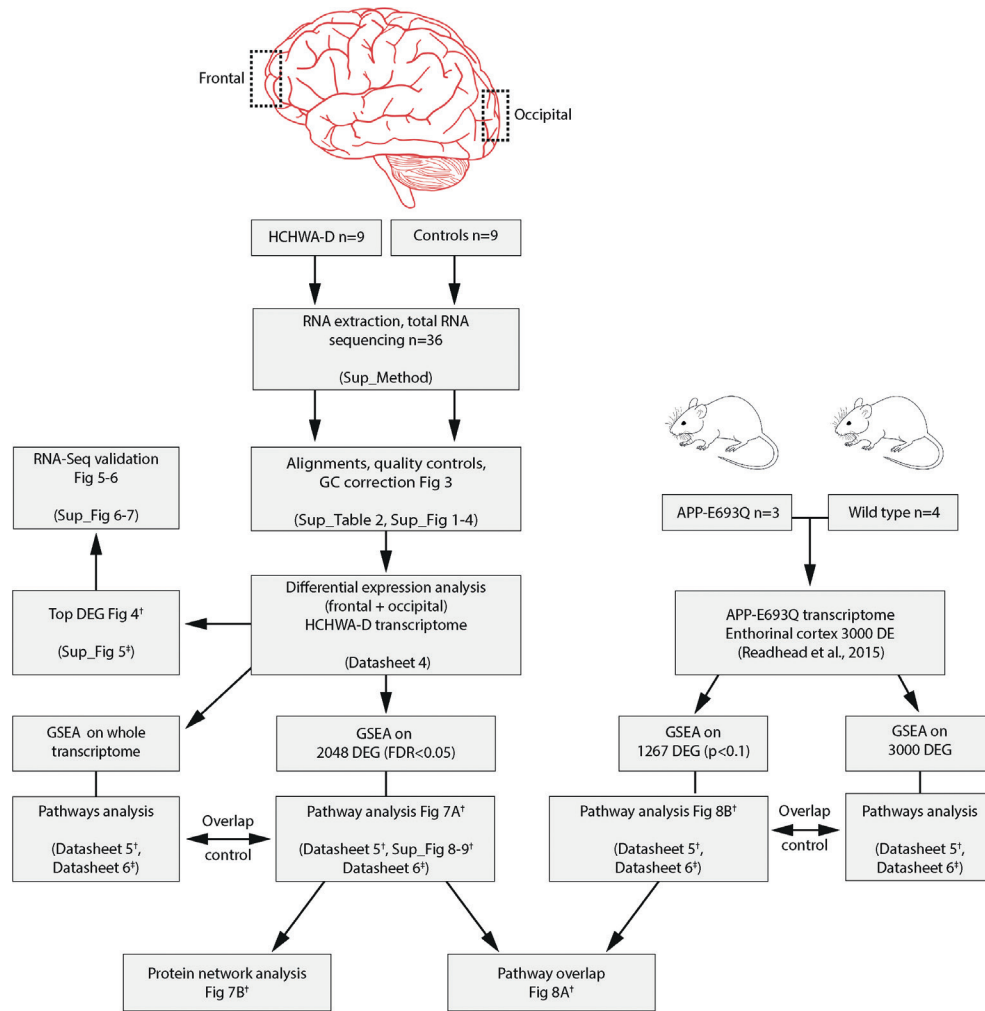 Frontal
Occipital
HCHWA-D n=9
Controls n=9
RNA extraction, total RNA
sequencing n=36
(Sup_Method)
RNA-Seq validation
Fig 5-6
(Sup_Fig 6-7)
Alignments, quality controls,
GC correction Fig 3
(Sup_Table 2, Sup_Fig 1-4)
APP-E693Q n=3
Wild type n=4
Top DEG Fig 4†
(Sup_Fig 5‡)
Differential expression analysis
(frontal + occipital)
HCHWA-D transcriptome
(Datasheet 4)
APP-E693Q transcriptome
Enthorinal cortex 3000 DE
(Readhead et al., 2015)
GSEA on whole
transcriptome
GSEA on
2048 DEG (FDR<0.05)
GSEA on
1267 DEG (p<0.1)
GSEA on
3000 DEG
Pathways analysis
(Datasheet 5†,
Datasheet 6‡)
Overlap
control
Pathway analysis Fig 7A†
(Datasheet 5†, Sup_Fig 8-9†
Datasheet 6‡)
Pathway analysis Fig 8B†
(Datasheet 5†,
Datasheet 6‡)
Overlap
control
Pathways analysis
(Datasheet 5†,
Datasheet 6‡)
Protein network analysis
Fig 7B†
Pathway overlap
Fig 8A†